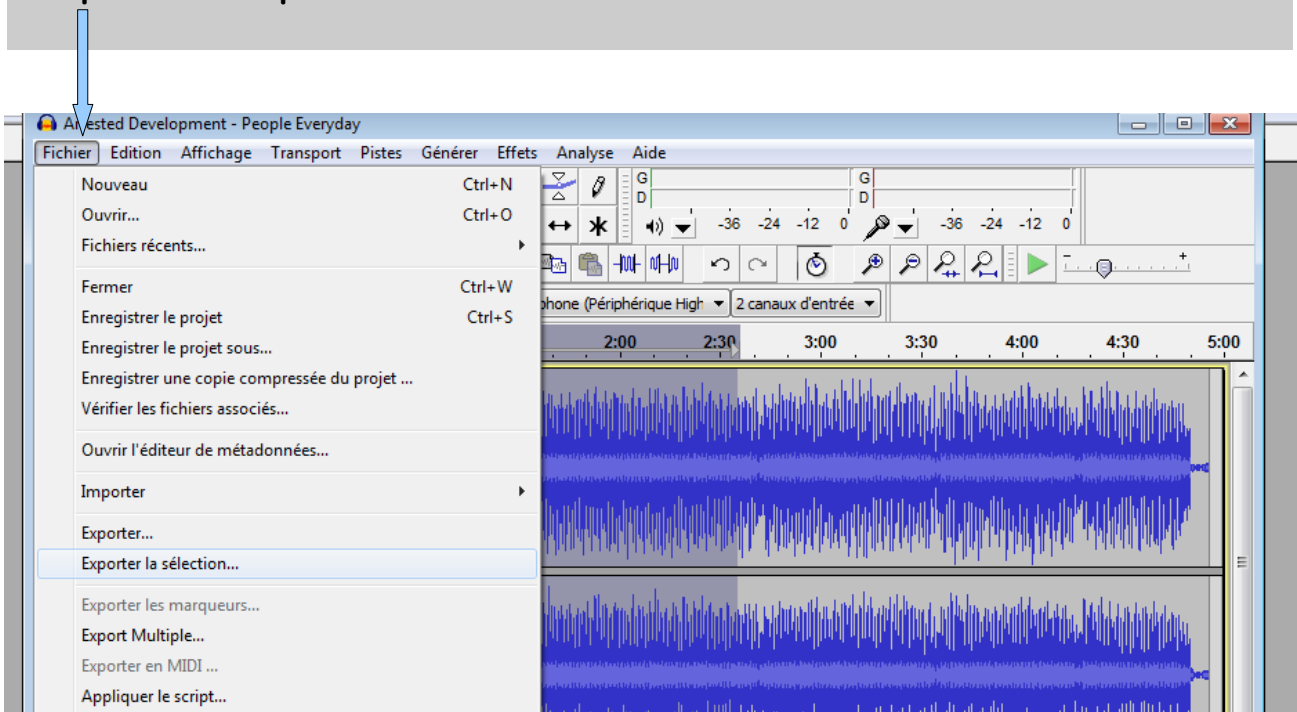 Arrested Development - People Everyday
Fichier Edition Affichage Transport Pistes Générer Effets Analyse Aide
Nouveau Ctrl+N
Ouvrir... Ctrl+O
Fichiers récents...
Fermer Ctrl+W
Enregistrer le projet Ctrl+S
Enregistrer le projet sous...
Enregistrer une copie compressée du projet ...
Vérifier les fichiers associés...
Ouvrir l'éditeur de métadonnées...
Importer
Exporter...
Exporter la sélection...
Exporter les marqueurs...
Export Multiple...
Exporter en MIDI ...
Appliquer le script...
G G
D D
-36 -24 -12 0 -36 -24 -12 0
(Périphérique High 2 canaux d'entrée
2:00 2:30 3:00 3:30 4:00 4:30 5:00